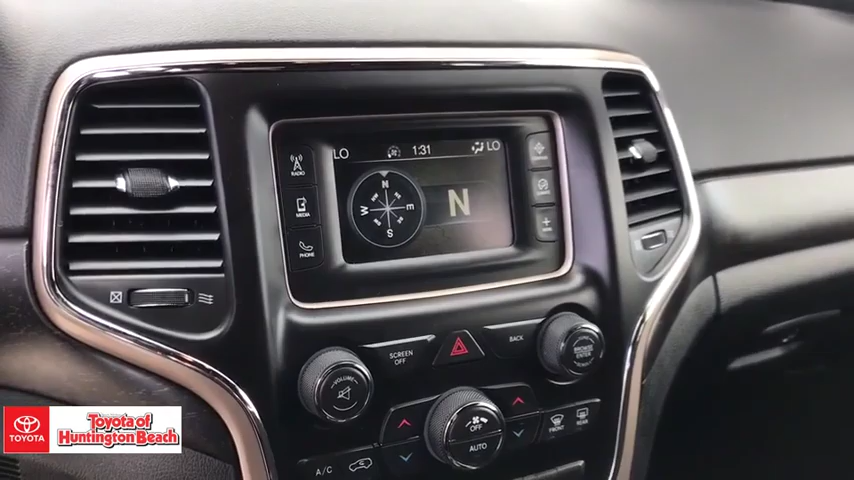 LO 1:31 LO
RADIO
MEDIA
PHONE
N
W E
S
N
SCREEN OFF
BACK
VOLUME
BROWSE
ENTER
OFF
AUTO
A/C
FRONT
REAR
TOYOTA
Toyota of
Huntington Beach